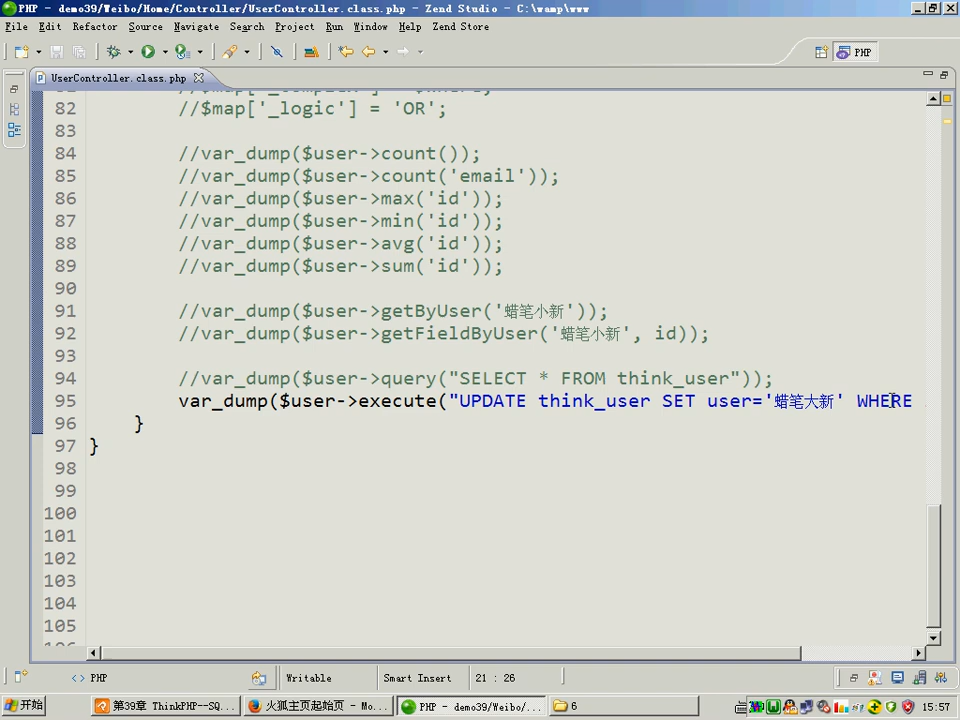 PHP - demo39/Weibo/Home/Controller/UserController.class.php - Zend Studio - C:\wamp\www
File Edit Refactor Source Navigate Search Project Run Window Help Zend Store
PHP
UserController.class.php
82 //$map['_logic'] = 'OR';
83
84 //var_dump($user->count());
85 //var_dump($user->count('email'));
86 //var_dump($user->max('id'));
87 //var_dump($user->min('id'));
88 //var_dump($user->avg('id'));
89 //var_dump($user->sum('id'));
90
91 //var_dump($user->getByUser('蜡笔小新'));
92 //var_dump($user->getFieldByUser('蜡笔小新', id));
93
94 //var_dump($user->query("SELECT * FROM think_user"));
95 var_dump($user->execute("UPDATE think_user SET user='蜡笔大新' WHERE
96 }
97 }
98
99
100
101
102
103
104
105
<> PHP Writable Smart Insert 21 : 26
开始 第39章 ThinkPHP--SQ... 火狐主页起始页 - Mo... PHP - demo39/Weibo/... 6 15:57